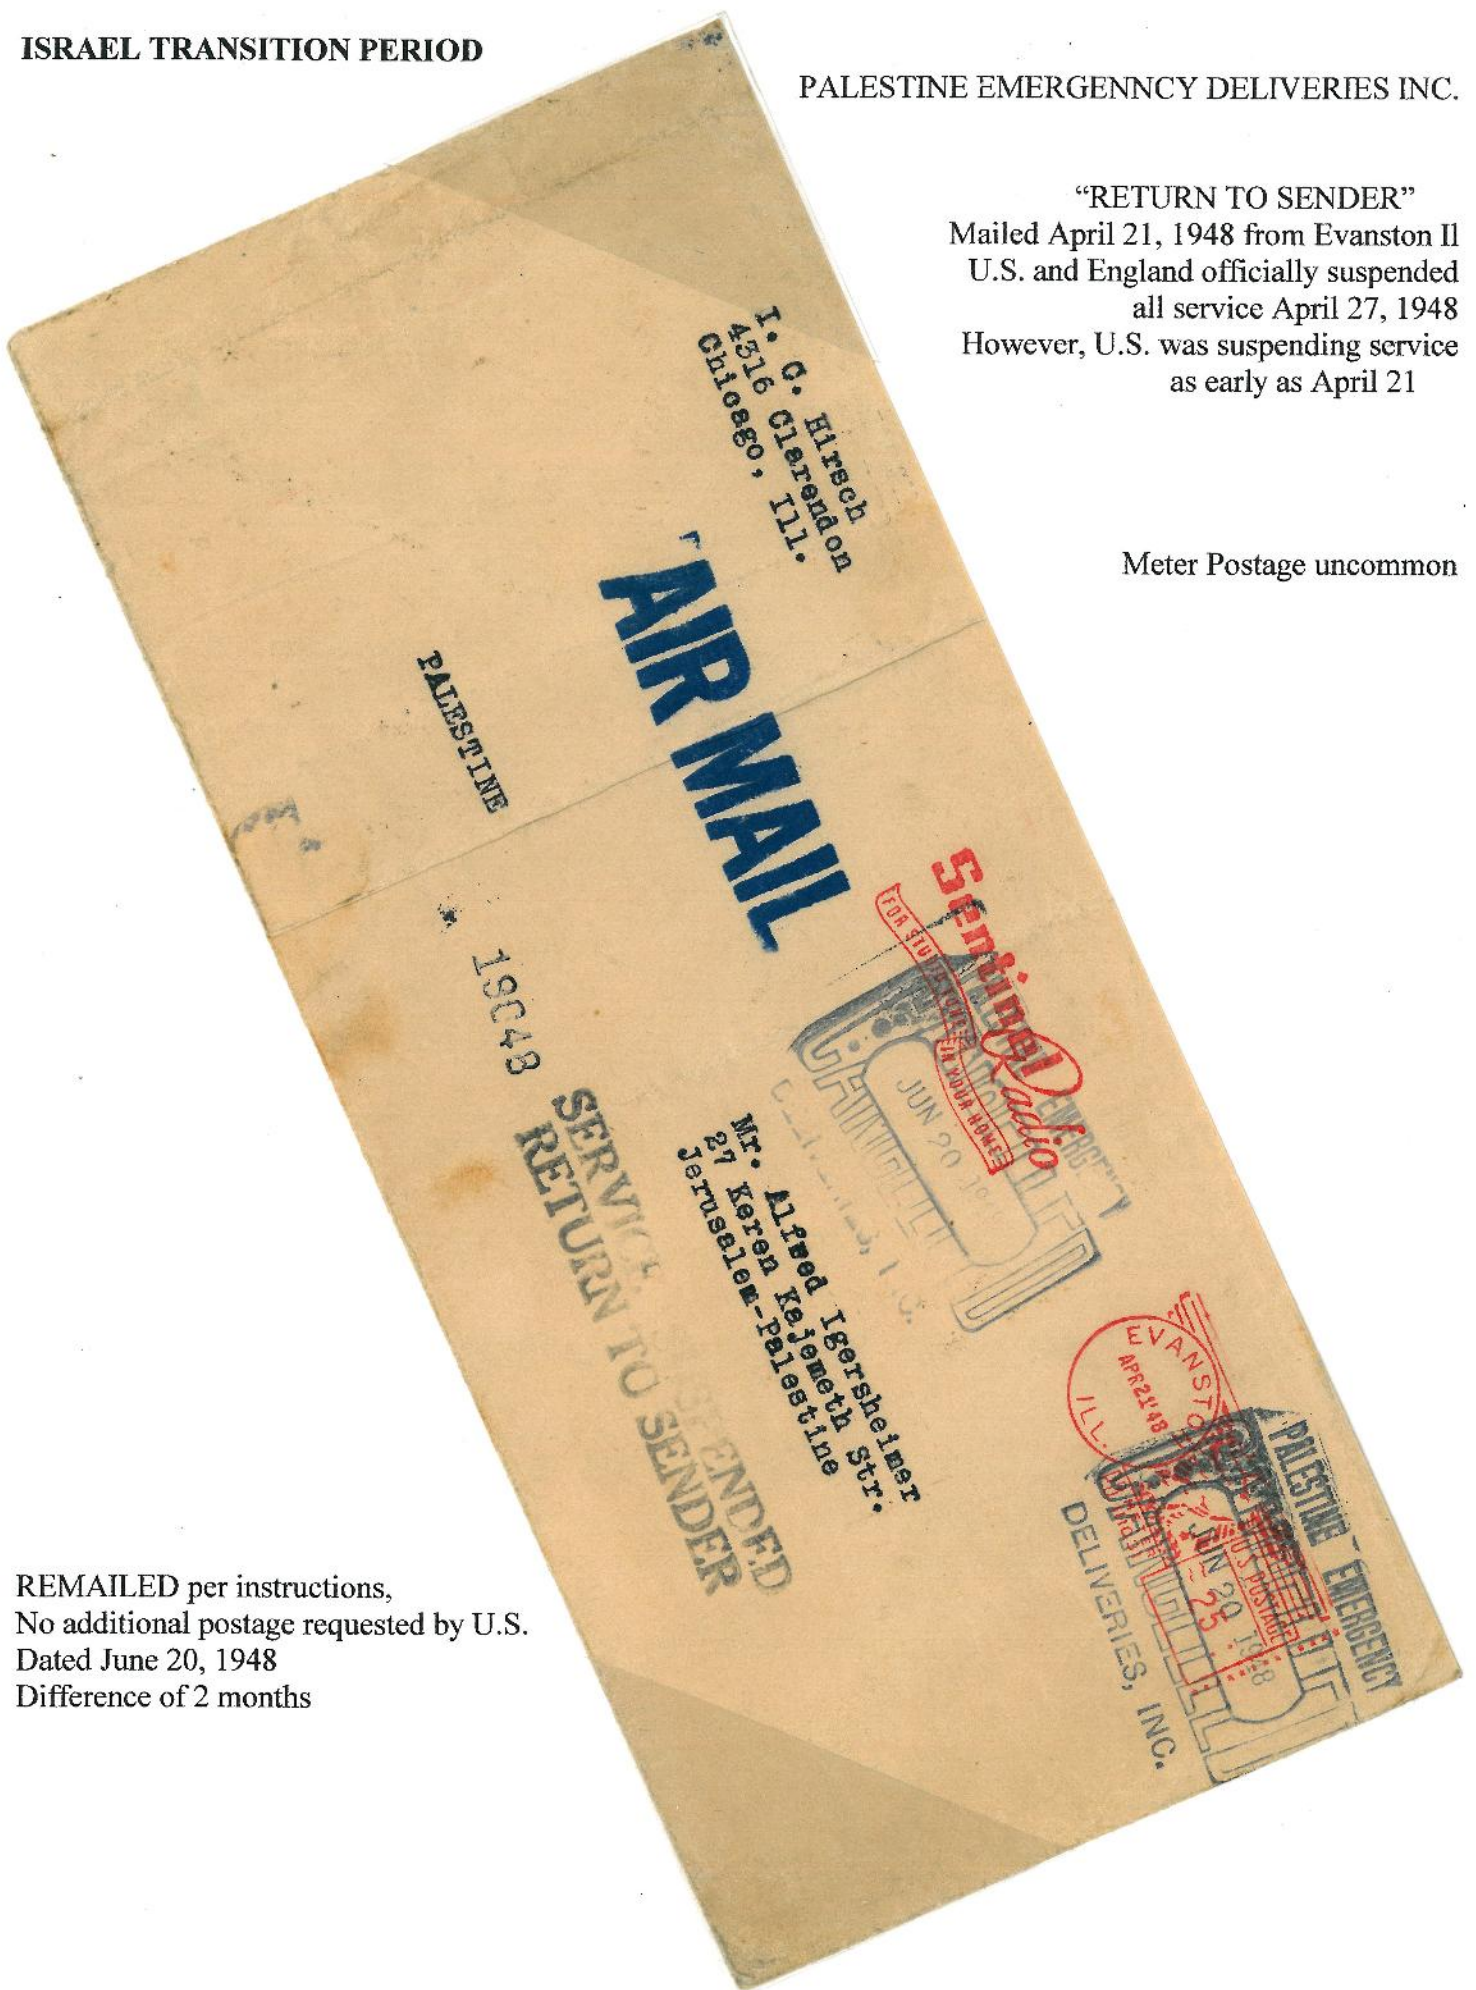 ISRAEL TRANSITION PERIOD
PALESTINE EMERGENNCY DELIVERIES INC.
“RETURN TO SENDER”
Mailed April 21, 1948 from Evanston Il
U.S. and England officially suspended
all service April 27, 1948
However, U.S. was suspending service
as early as April 21
Meter Postage uncommon
I. C. Hirsch
4316 Clarendon
Chicago, Ill.
AIR MAIL
PALESTINE
Sentinel Radio
IN YOUR HOME
JUN 20
EMERGENCY
Mr. Alfred Igersheimer
27 Keren Kajemeth Str.
Jerusalem-Palestine
SERVICE SUSPENDED
RETURN TO SENDER
EVANSTON
APR 21 '48
ILL.
U.S. POSTAGE
25
PALESTINE EMERGENCY
JUN 20 1948
DELIVERIES, INC.
REMAILED per instructions,
No additional postage requested by U.S.
Dated June 20, 1948
Difference of 2 months